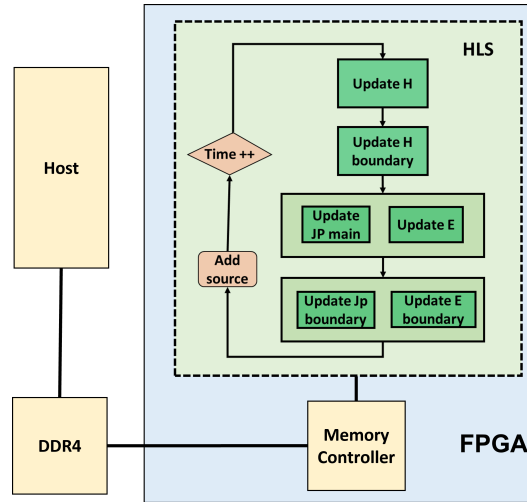 HLS
Update H
Host
Time ++
Update H
boundary
Update
JP main
Update E
Add
source
Update Jp
boundary
Update E
boundary
DDR4
Memory
Controller
FPGA